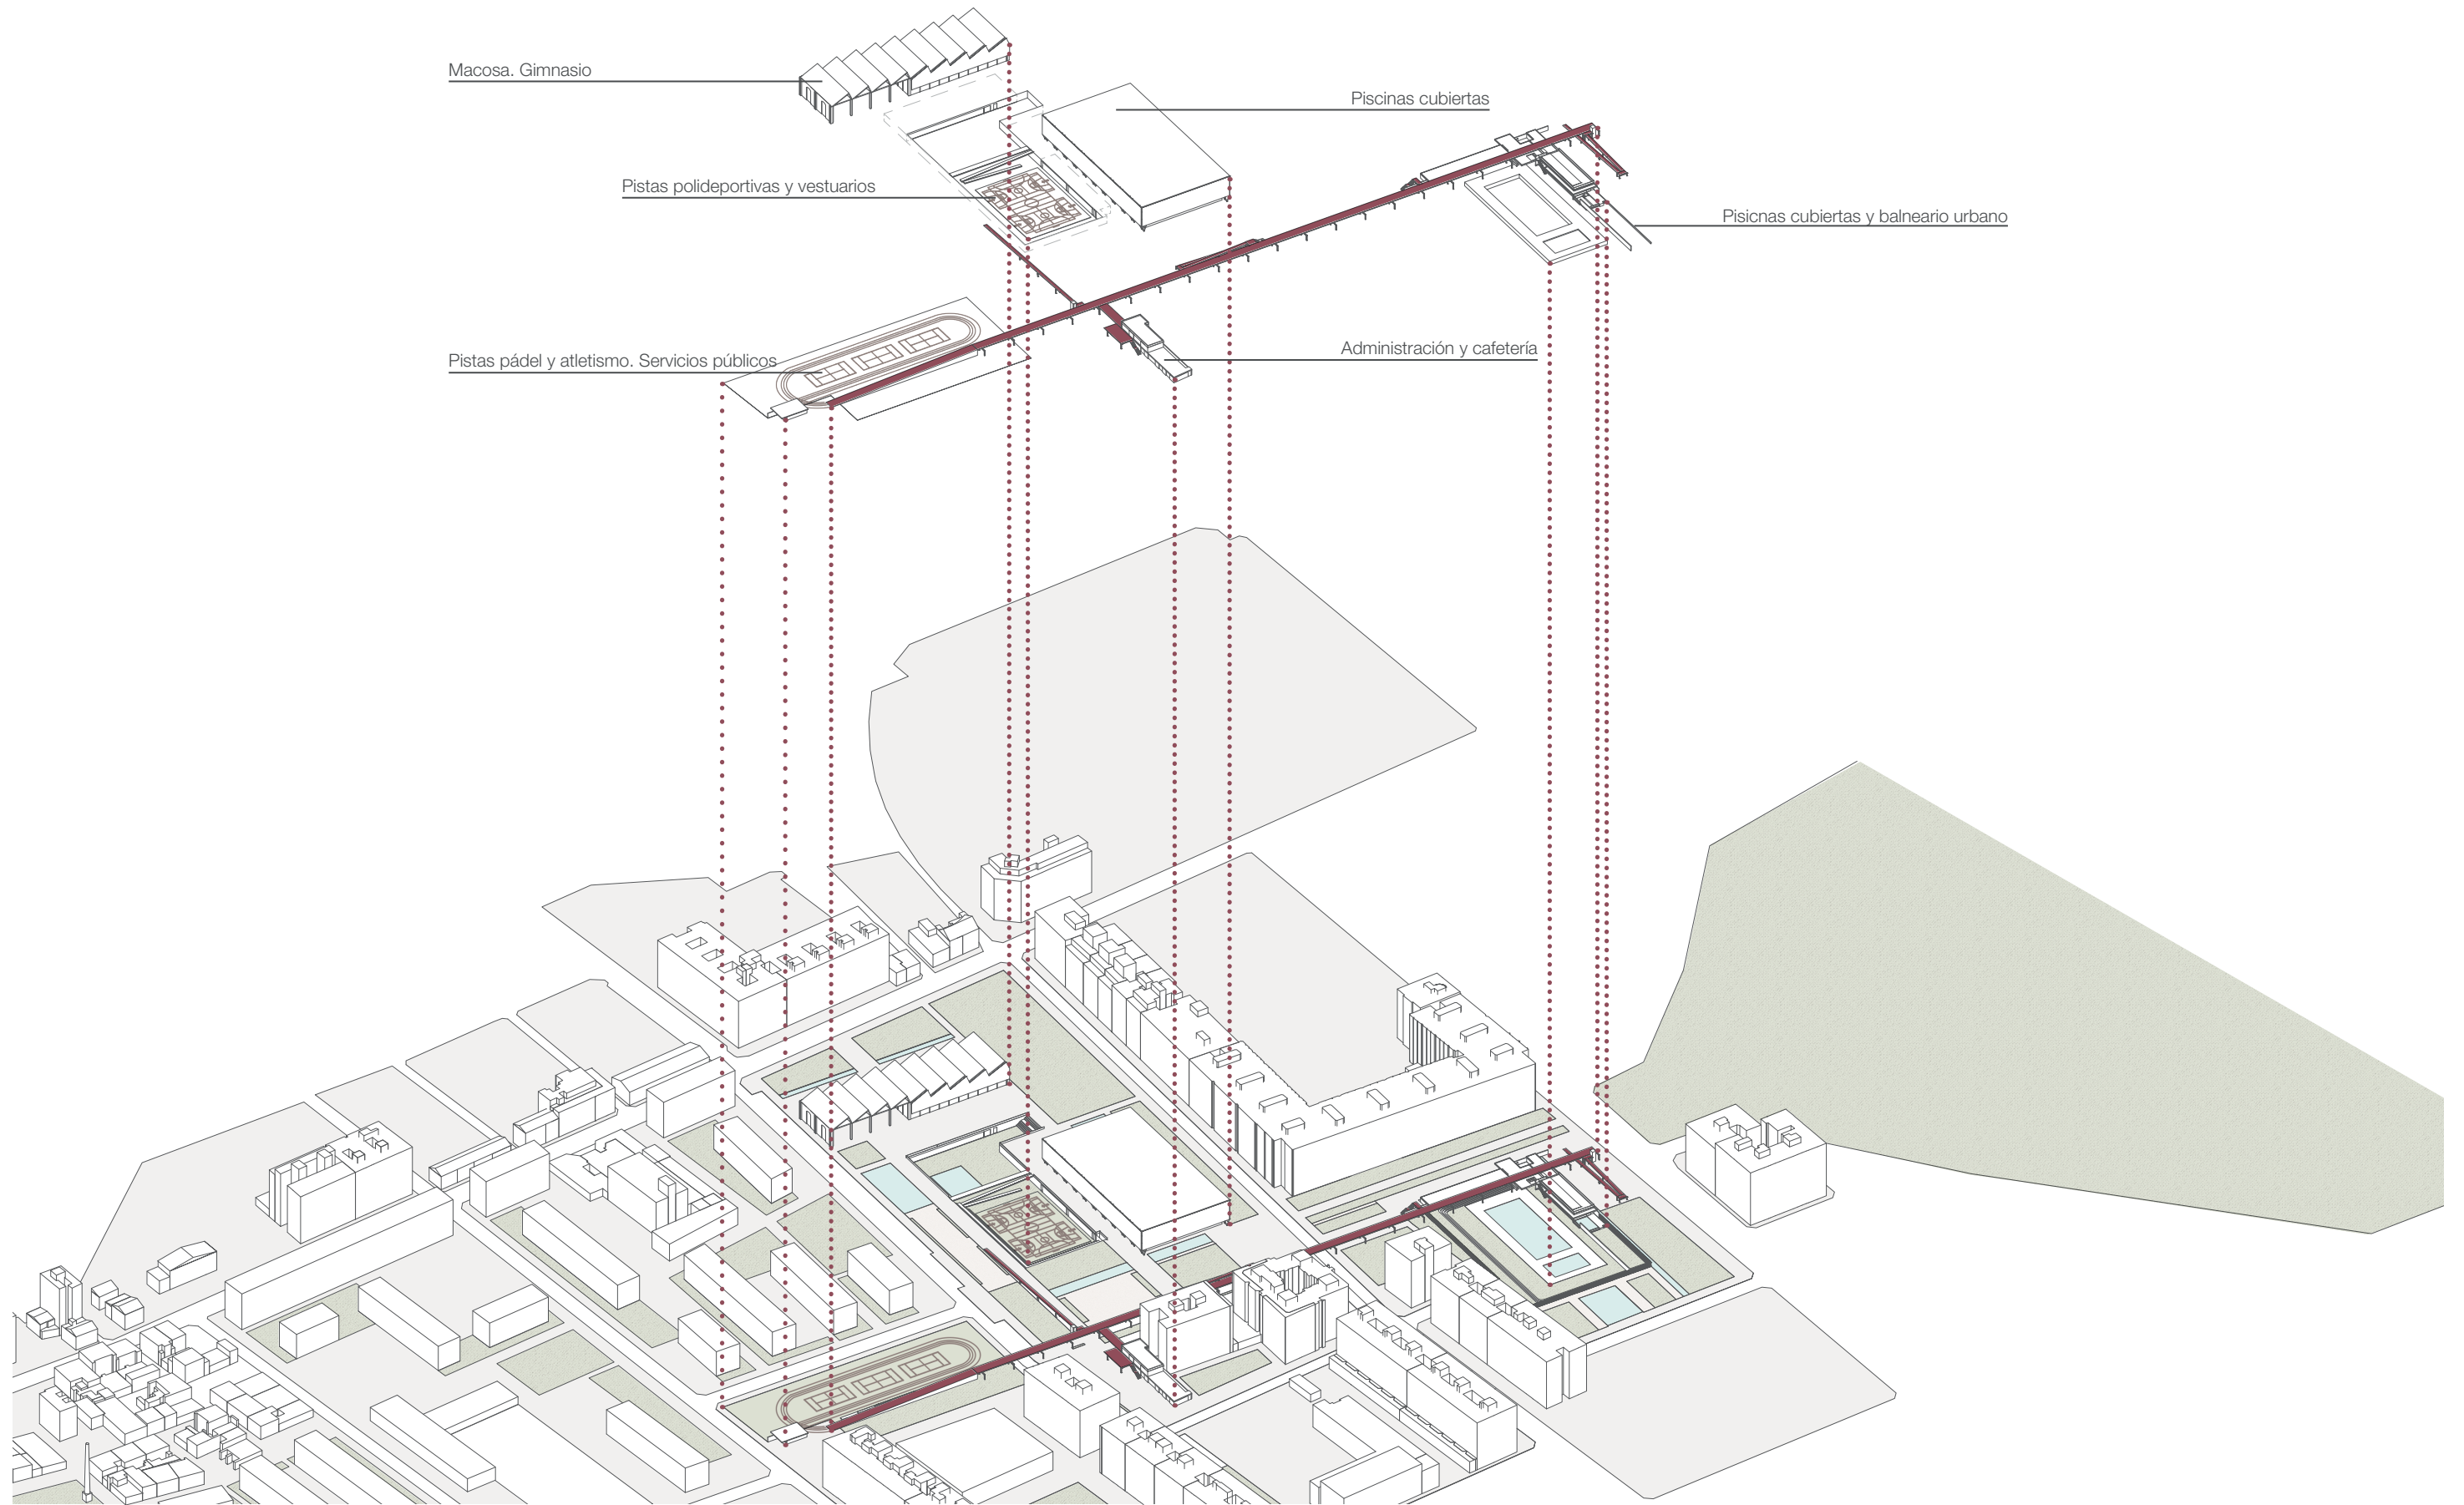 Macosa. Gimnasio
Piscinas cubiertas
Pistas polideportivas y vestuarios
Pisicnas cubiertas y balneario urbano
Pistas pádel y atletismo. Servicios públicos
Administración y cafetería